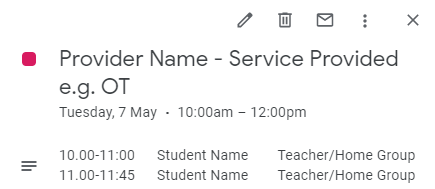 Provider Name - Service Provided
e.g. OT
Tuesday, 7 May · 10:00am – 12:00pm
10.00-11:00 Student Name Teacher/Home Group
11.00-11:45 Student Name Teacher/Home Group